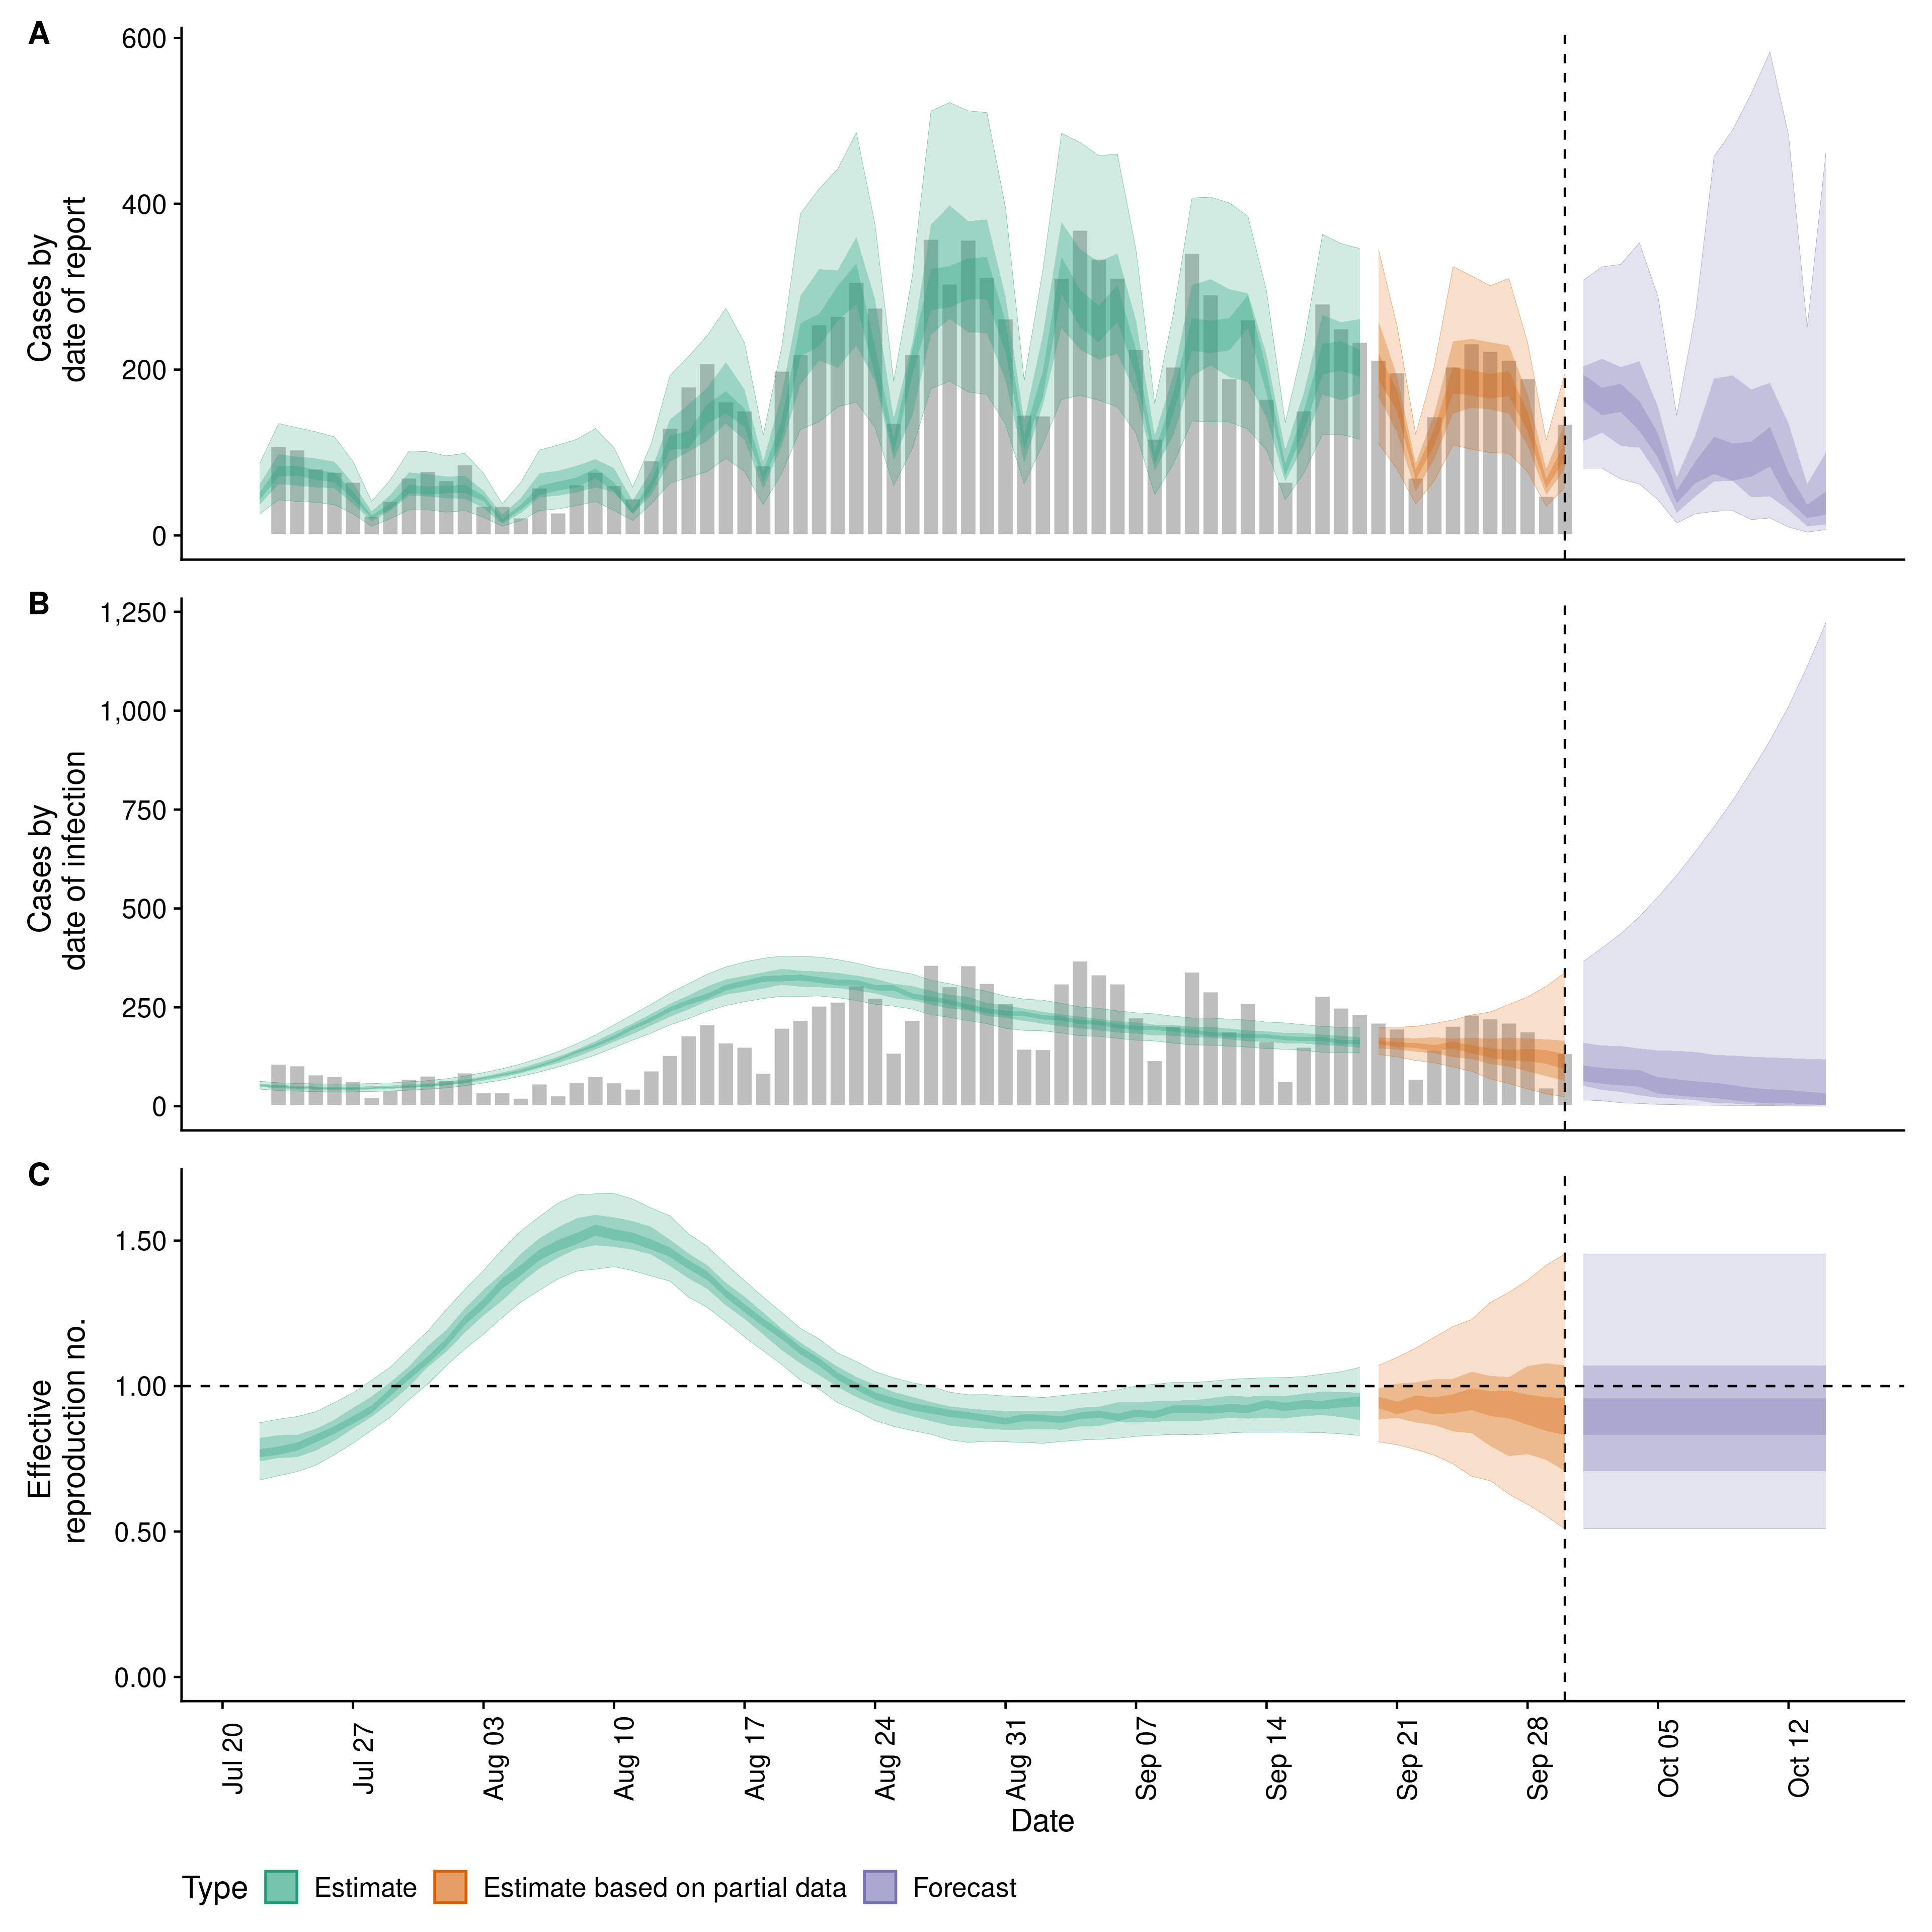 A
600
400
200
0
Cases by
date of report
B
1,250
1,000
750
500
250
0
Cases by
date of infection
C
1.50
1.00
0.50
0.00
Effective
reproduction no.
Jul 20
Jul 27
Aug 03
Aug 10
Aug 17
Aug 24
Aug 31
Sep 07
Sep 14
Sep 21
Sep 28
Oct 05
Oct 12
Date
Type Estimate Estimate based on partial data Forecast